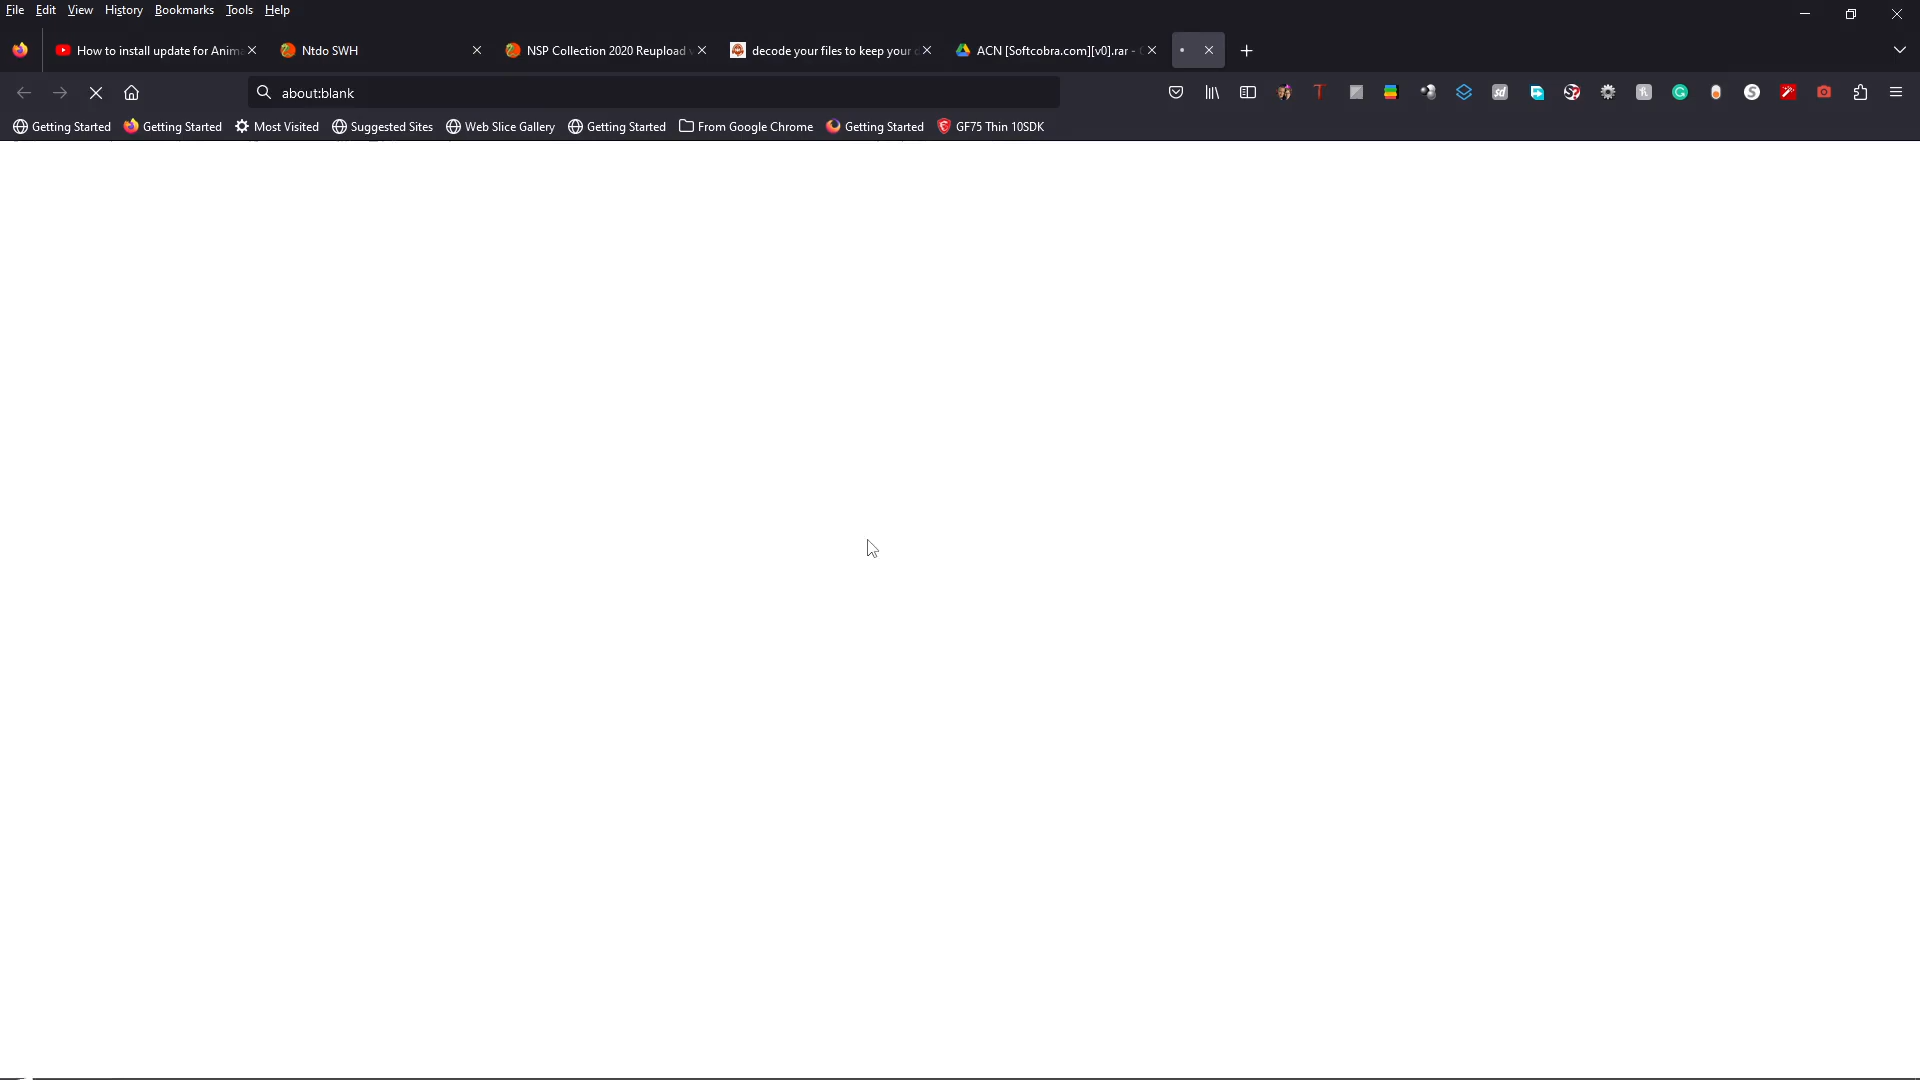 File Edit View History Bookmarks Tools Help
How to install update for Anima Ntdo SWH NSP Collection 2020 Reupload decode your files to keep your ACN [Softcobra.com][v0].rar -
about:blank
Getting Started Getting Started Most Visited Suggested Sites Web Slice Gallery Getting Started From Google Chrome Getting Started GF75 Thin 10SDK